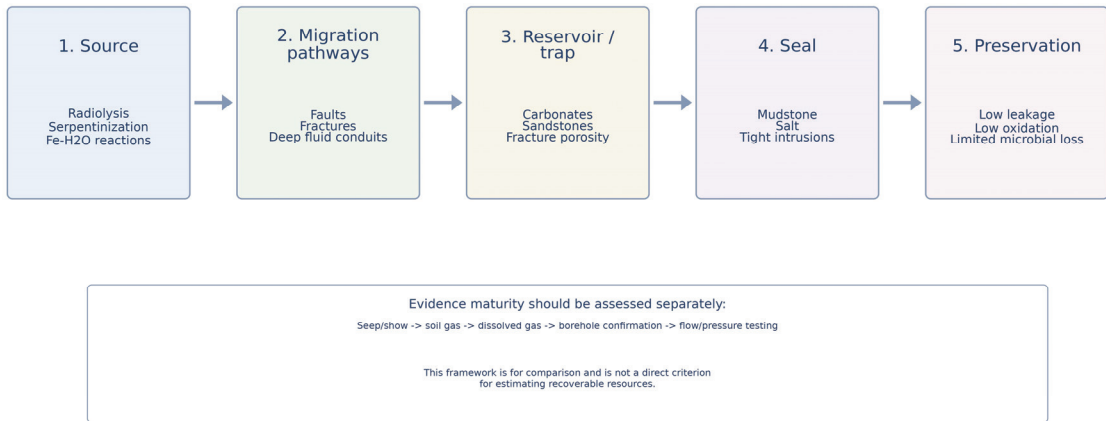 1. Source
Radiolysis
Serpentinization
Fe-H2O reactions
2. Migration
pathways
Faults
Fractures
Deep fluid conduits
3. Reservoir /
trap
Carbonates
Sandstones
Fracture porosity
4. Seal
Mudstone
Salt
Tight intrusions
5. Preservation
Low leakage
Low oxidation
Limited microbial loss
Evidence maturity should be assessed separately:
Seep/show -> soil gas -> dissolved gas -> borehole confirmation -> flow/pressure testing
This framework is for comparison and is not a direct criterion
for estimating recoverable resources.